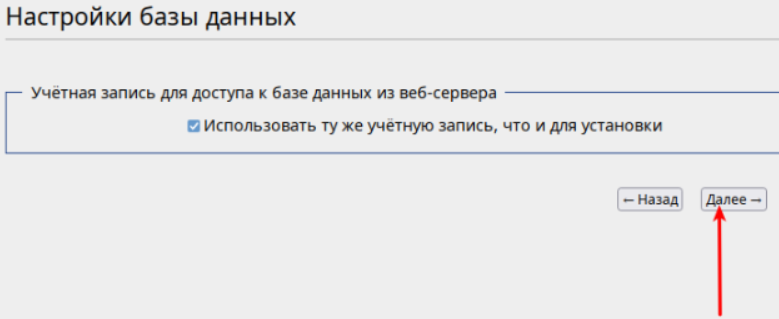 Настройки базы данных
Учётная запись для доступа к базе данных из веб-сервера
Использовать ту же учётную запись, что и для установки
← Назад Далее →